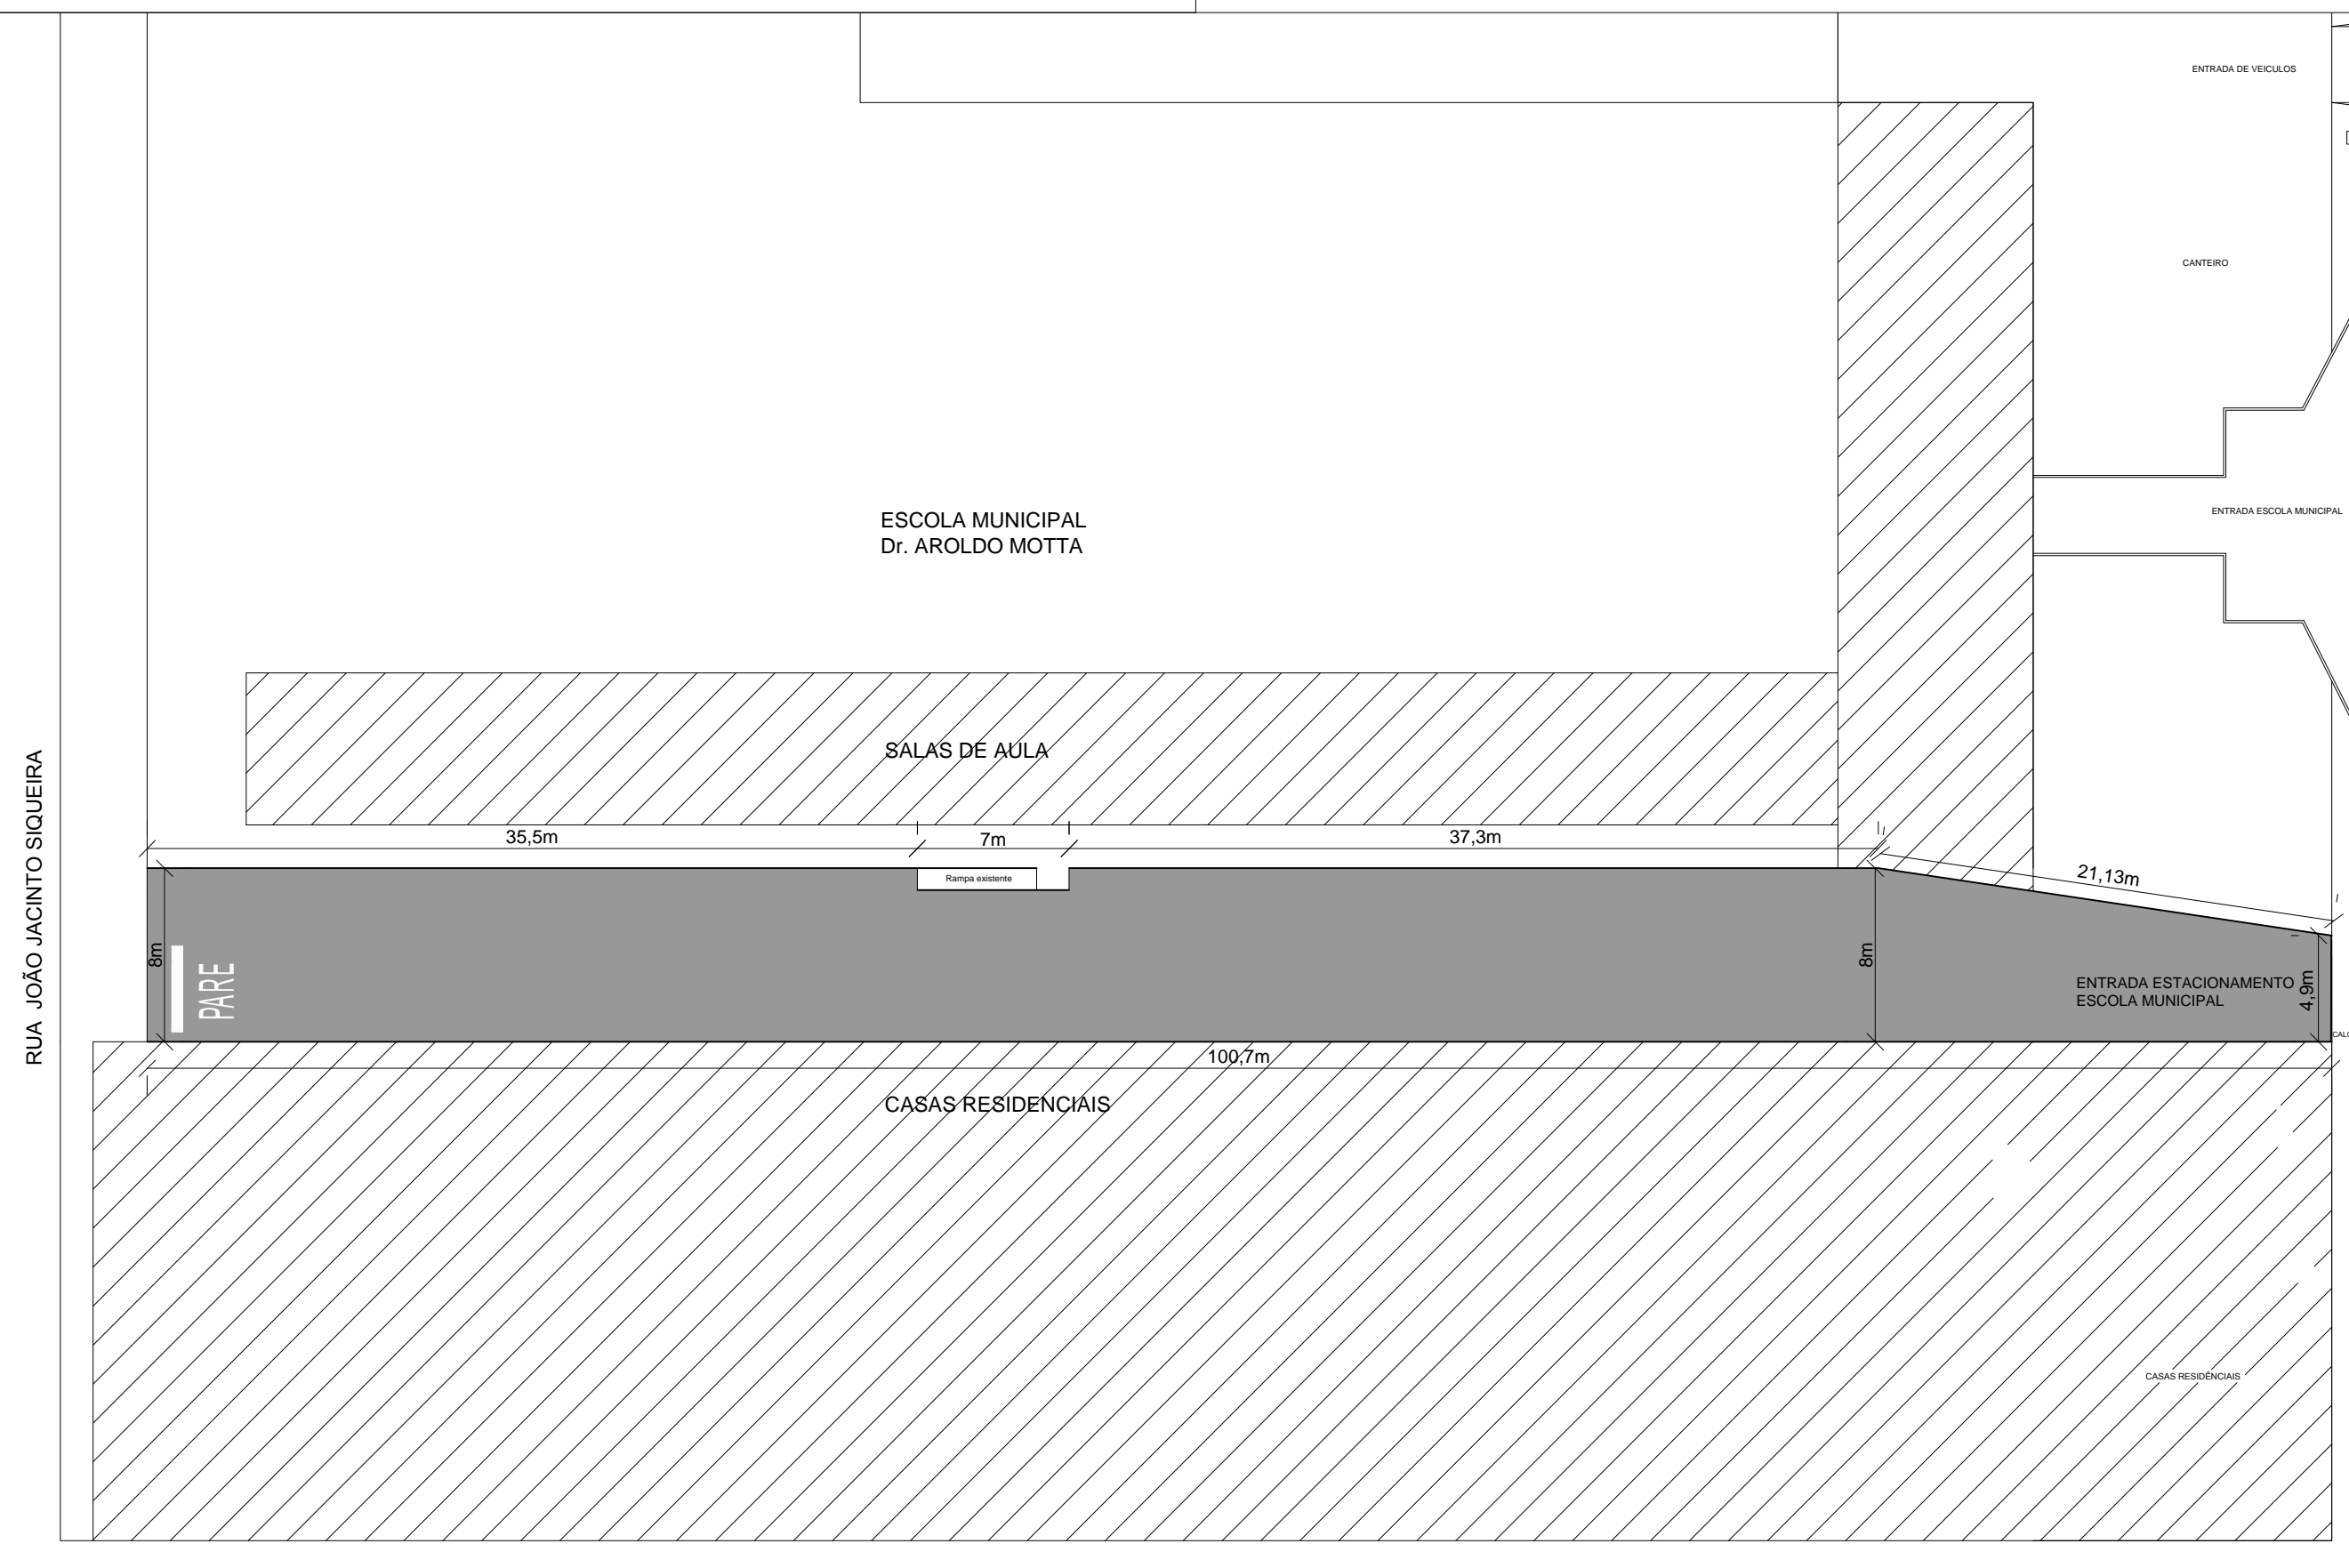 ENTRADA DE VEICULOS
CANTEIRO
ESCOLA MUNICIPAL
Dr. AROLDO MOTTA
ENTRADA ESCOLA MUNICIPAL
SALAS DE AULA
RUA JOÃO JACINTO SIQUEIRA
35,5m
7m
37,3m
21,13m
Rampa existente
8m
PARE
8m
ENTRADA ESTACIONAMENTO
ESCOLA MUNICIPAL
4,9m
100,7m
CASAS RESIDENCIAIS
CASAS RESIDÊNCIAIS